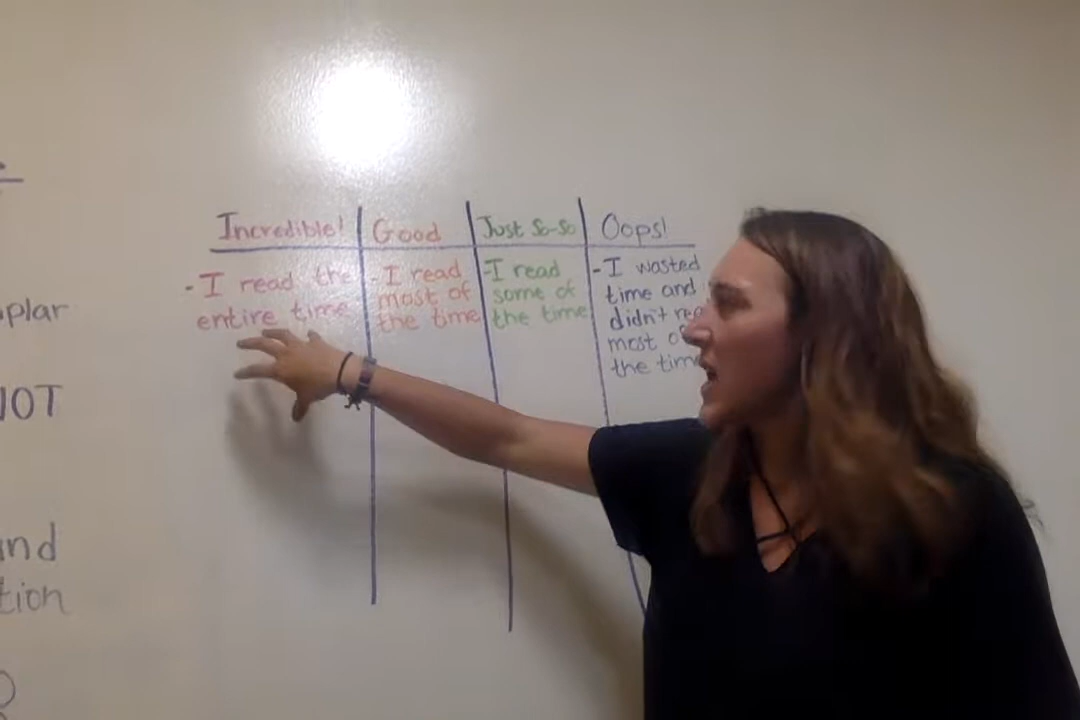 plar
NOT
and
tion
Incredible! Good Just So-So Oops!
- I read the
entire time
- I read
most of
the time
- I read
some of
the time
- I wasted
time and
didn't
most
the time